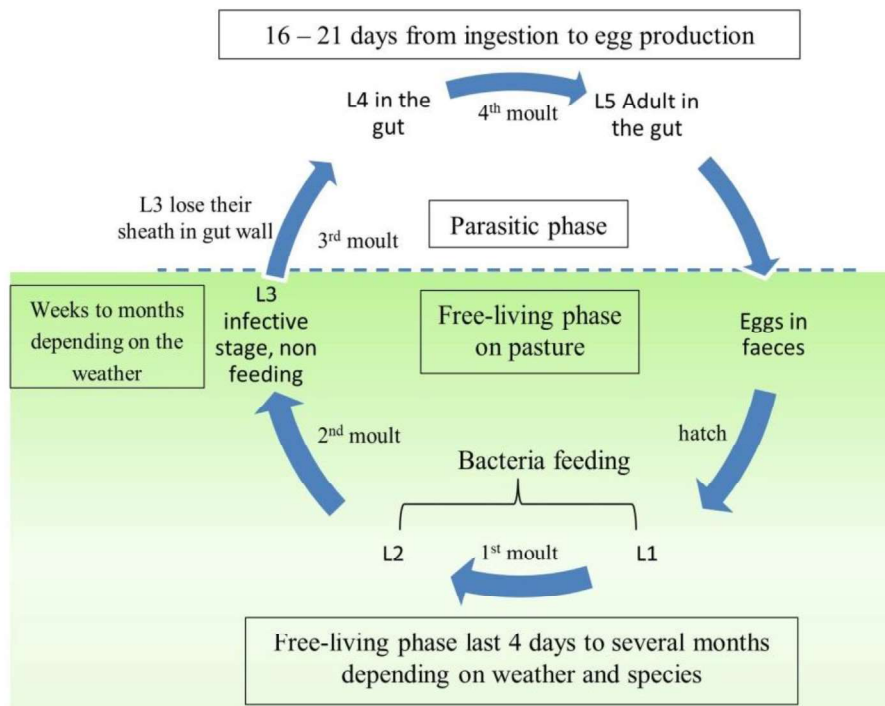 16 – 21 days from ingestion to egg production
L4 in the
gut
4th moult
L5 Adult in
the gut
L3 lose their
sheath in gut wall
3rd moult
Parasitic phase
Weeks to months
depending on the
weather
L3
infective
stage, non
feeding
Free-living phase
on pasture
Eggs in
faeces
2nd moult
hatch
Bacteria feeding
L2
1st moult
L1
Free-living phase last 4 days to several months
depending on weather and species